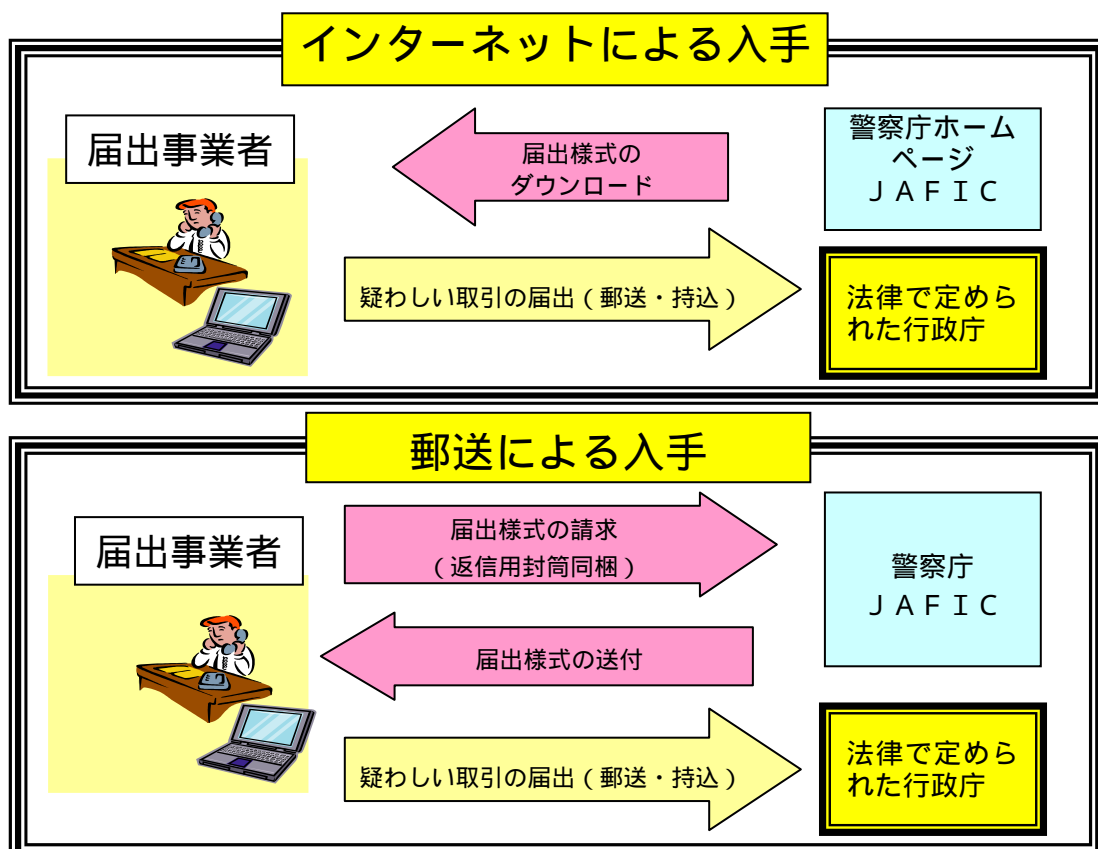 インターネットによる入手
届出事業者
届出様式の
ダウンロード
警察庁ホーム
ページ
ＪＡＦＩＣ
疑わしい取引の届出（郵送・持込）
法律で定めら
れた行政庁
郵送による入手
届出事業者
届出様式の請求
（返信用封筒同梱）
警察庁
ＪＡＦＩＣ
届出様式の送付
疑わしい取引の届出（郵送・持込）
法律で定めら
れた行政庁